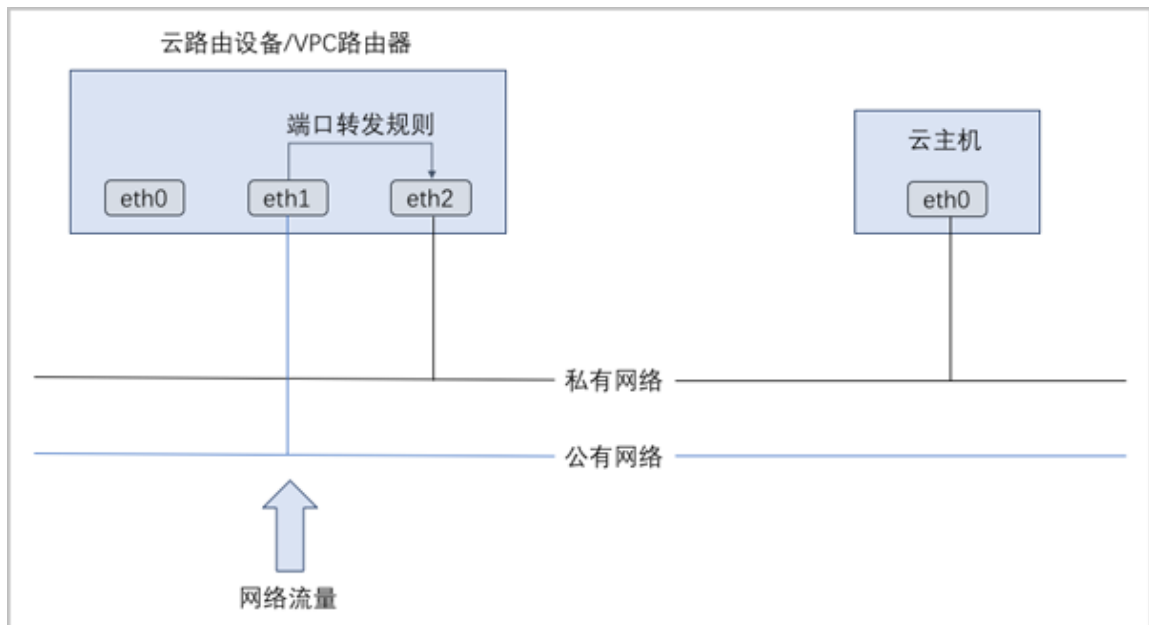 云路由设备/VPC路由器
端口转发规则
云主机
eth0
eth1
eth2
eth0
私有网络
公有网络
网络流量